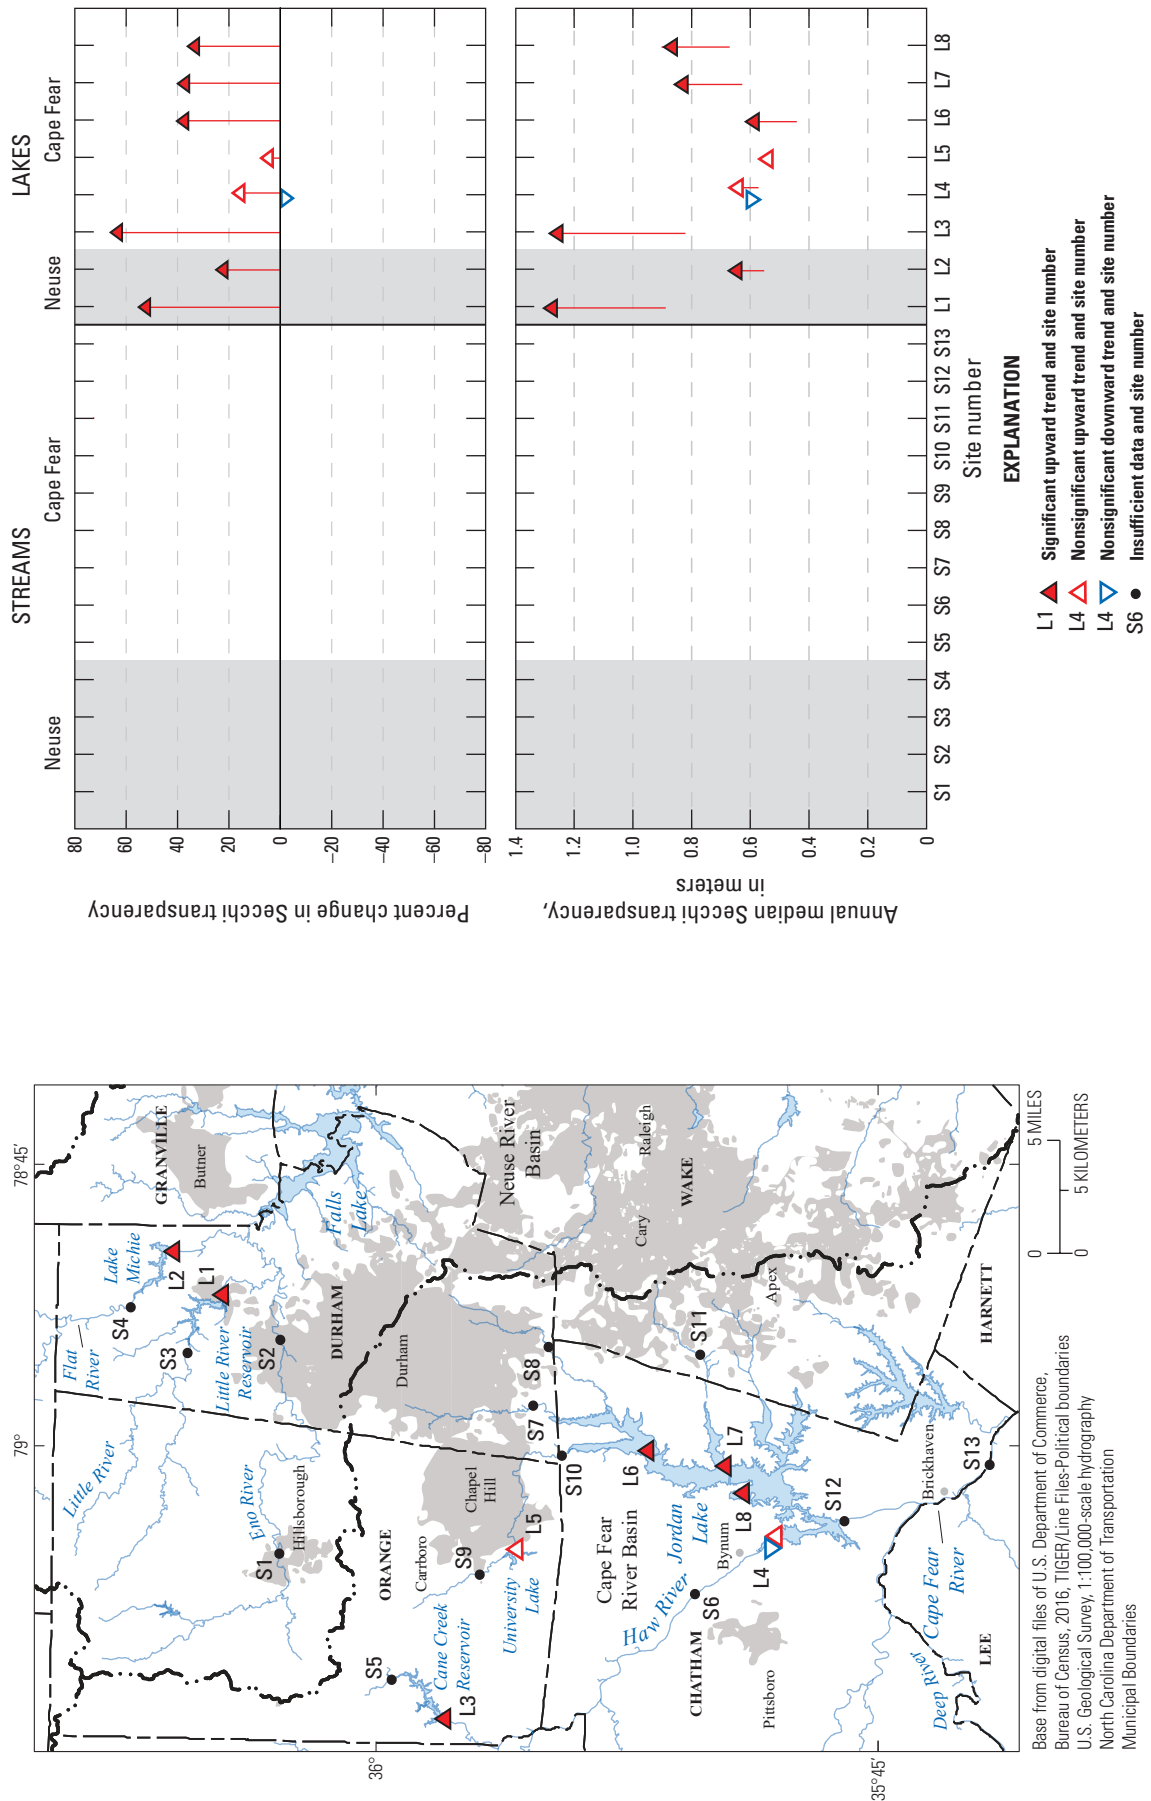 78°45'
79°
36°
35°45'
GRANVILLE
Butner
Lake
Michie
Flat
River
S4
L2
L1
S3
Little River
Little River
Reservoir
S2
Falls
Lake
Eno River
S1
Hillsborough
DURHAM
Durham
ORANGE
Carrboro
Chapel
Hill
S5
Cane Creek
Reservoir
L3
S9
L5
University
Lake
S7
S8
S10
Neuse River
Basin
Raleigh
Cary
WAKE
Apex
S11
Cape Fear
River Basin
Haw River
Jordan
Lake
L6
L7
L8
Bynum
L4
S6
CHATHAM
Pittsboro
S12
Brickhaven
S13
HARNETT
Cape Fear
River
Deep River
LEE
Base from digital files of U.S. Department of Commerce,
Bureau of Census, 2016, TIGER/Line Files-Political boundaries
U.S. Geological Survey, 1:100,000-scale hydrography
North Carolina Department of Transportation
Municipal Boundaries
0 5 MILES
0 5 KILOMETERS
STREAMS
LAKES
Neuse
Cape Fear
Neuse
Cape Fear
Percent change in Secchi transparency
80
60
40
20
0
–20
–40
–60
–80
Annual median Secchi transparency,
in meters
1.4
1.2
1.0
0.8
0.6
0.4
0.2
0
S1 S2 S3 S4 S5 S6 S7 S8 S9 S10 S11 S12 S13 L1 L2 L3 L4 L5 L6 L7 L8
Site number
EXPLANATION
L1 Significant upward trend and site number
L4 Nonsignificant upward trend and site number
L4 Nonsignificant downward trend and site number
S6 Insufficient data and site number